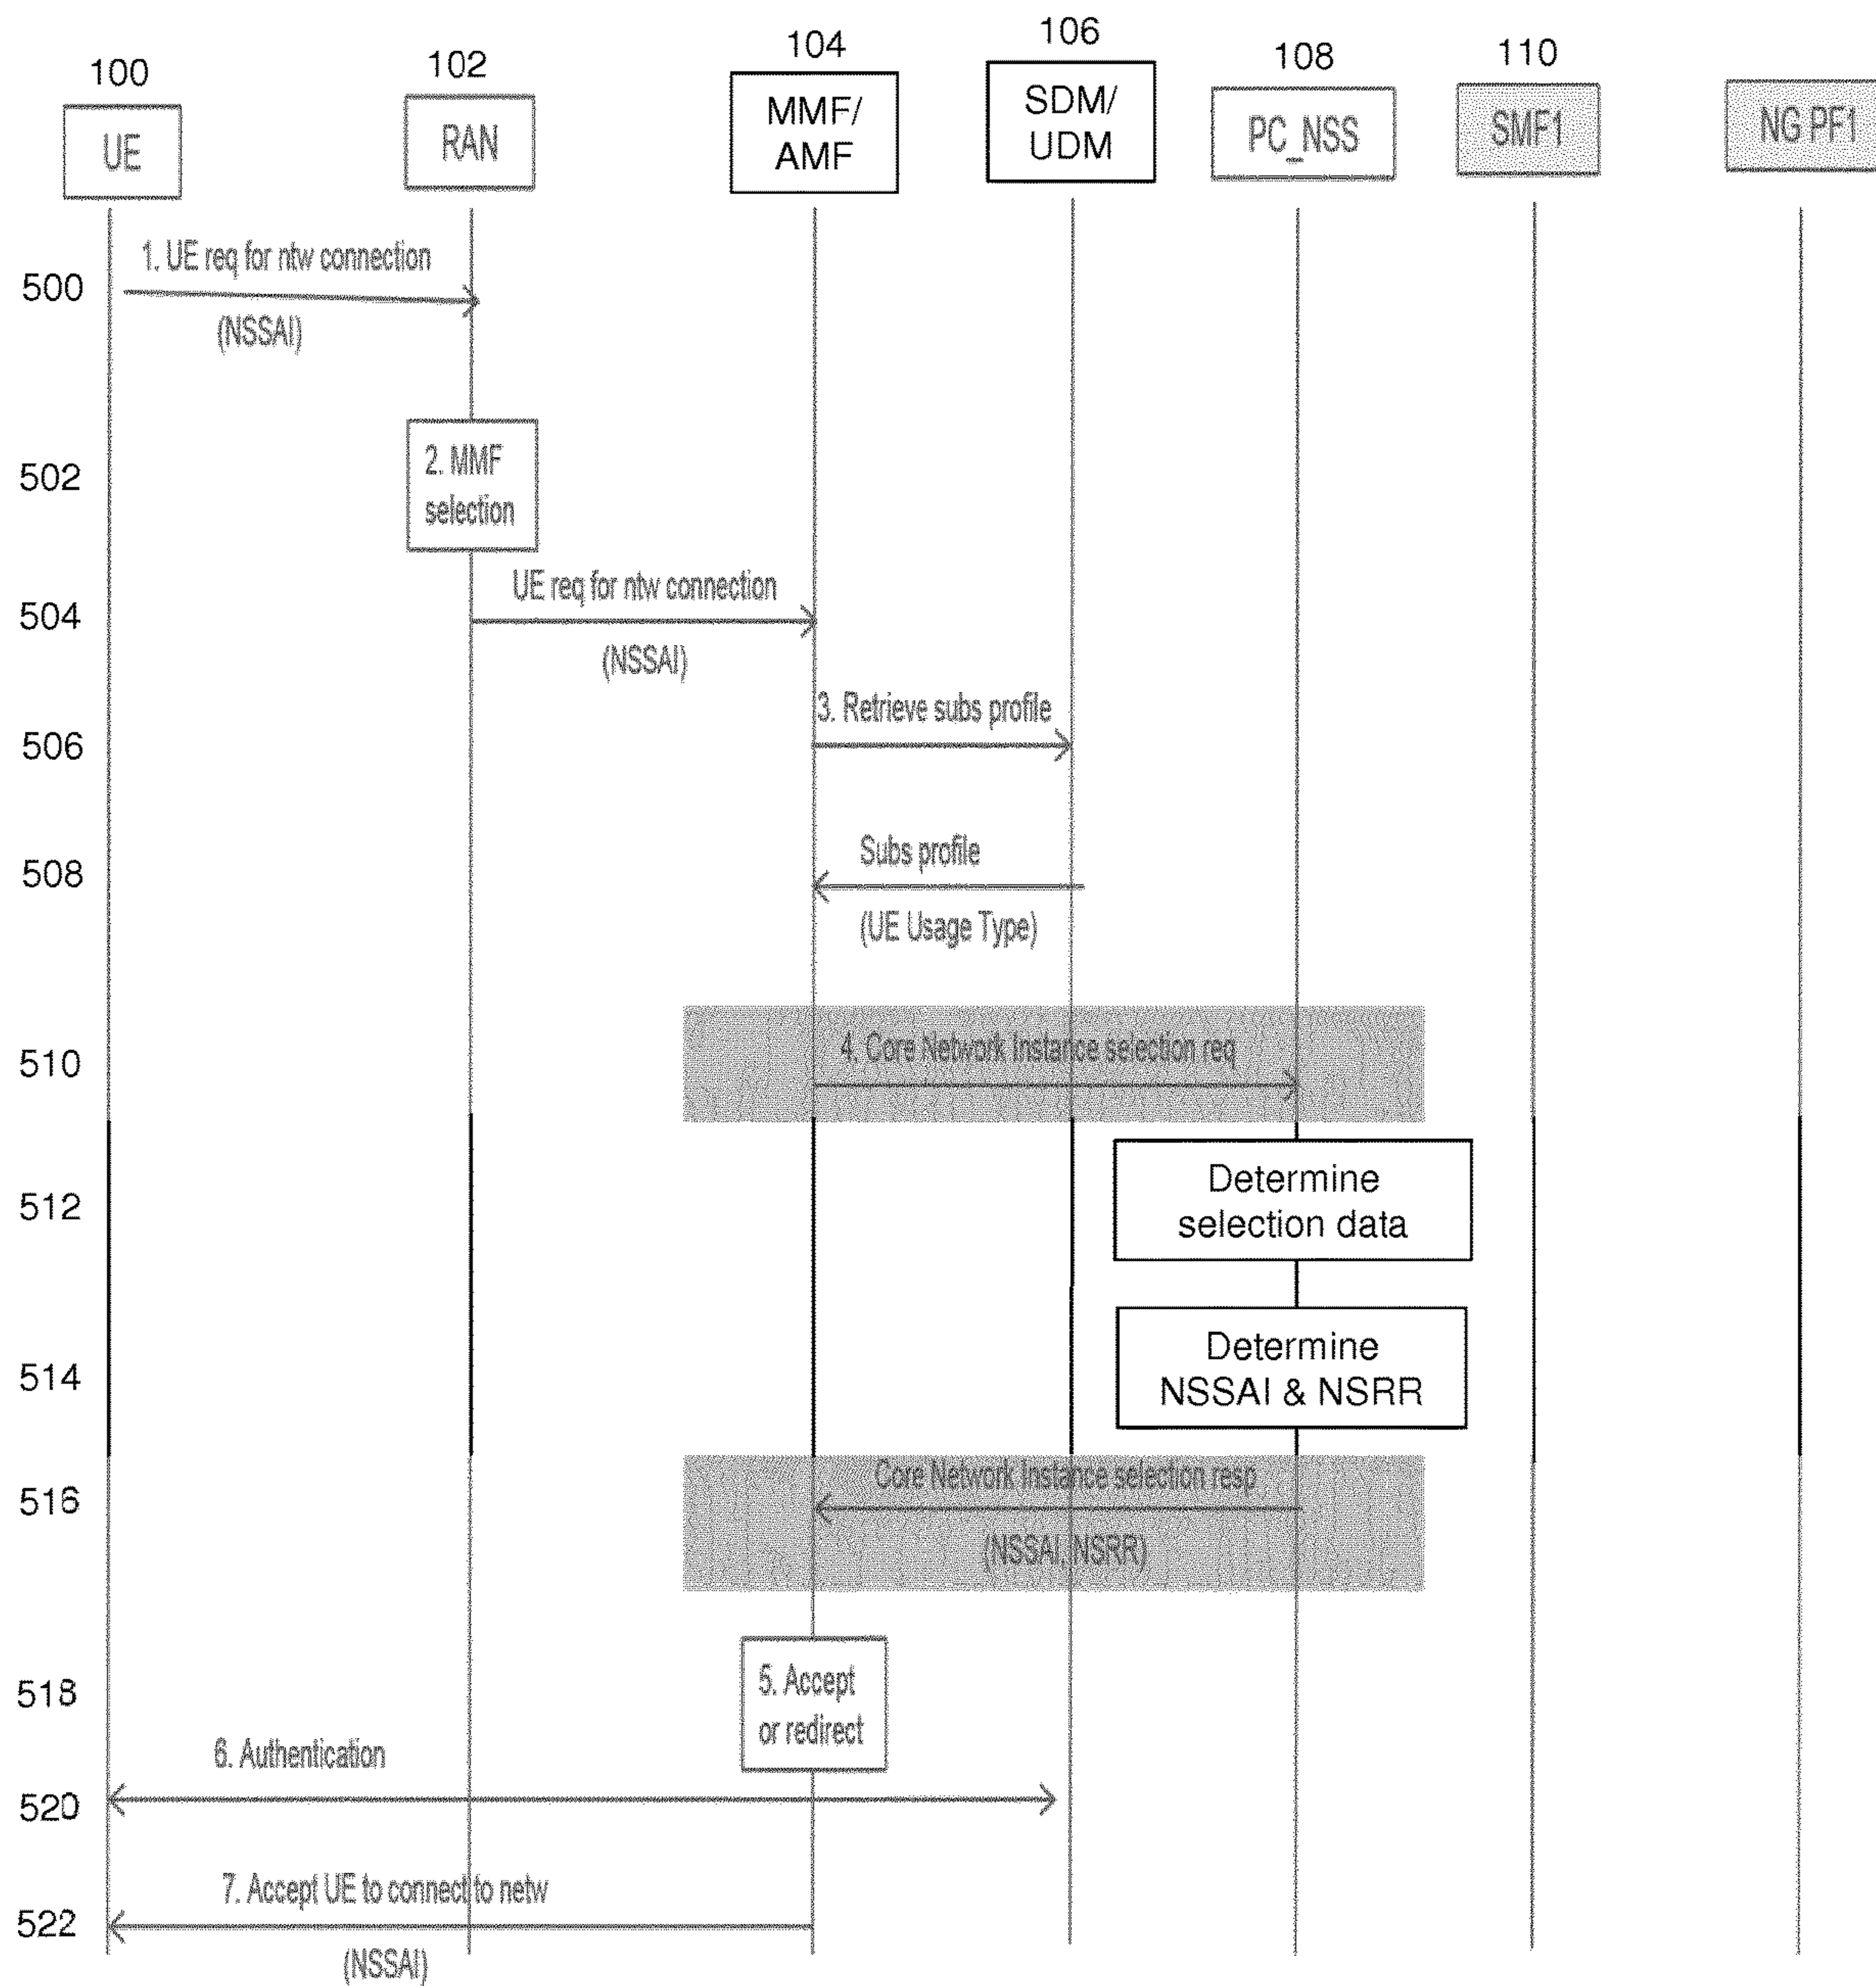 100
102
104
106
108
110
UE
RAN
MMF/
AMF
SDM/
UDM
PC_NSS
SMF1
NG PF1
1. UE req for ntw connection
500
(NSSAI)
502
2. MMF
selection
UE req for ntw connection
504
(NSSAI)
3. Retrieve subs profile
506
Subs profile
508
(UE Usage Type)
4. Core Network Instance selection req
510
512
Determine
selection data
514
Determine
NSSAI & NSRR
Core Network Instance selection resp
516
(NSSAI, NSRR)
518
5. Accept
or redirect
6. Authentication
520
7. Accept UE to connect to netw
522
(NSSAI)